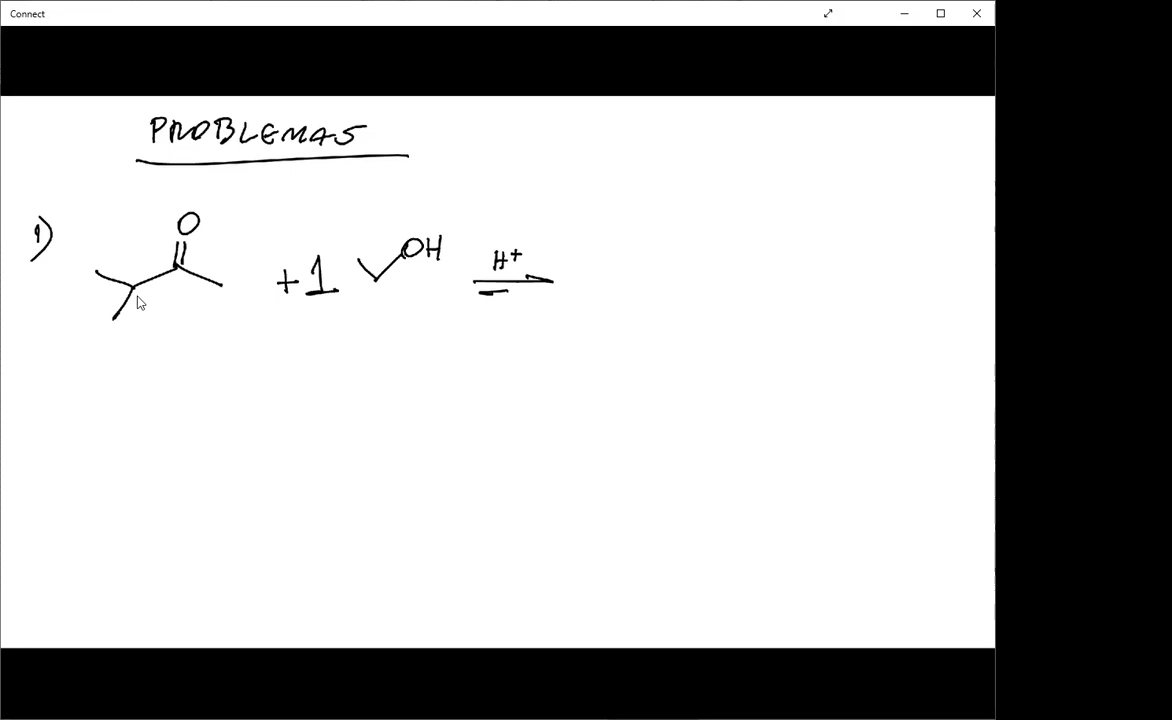 Connect
PROBLEMAS
1)
O
+ 1 OH H+